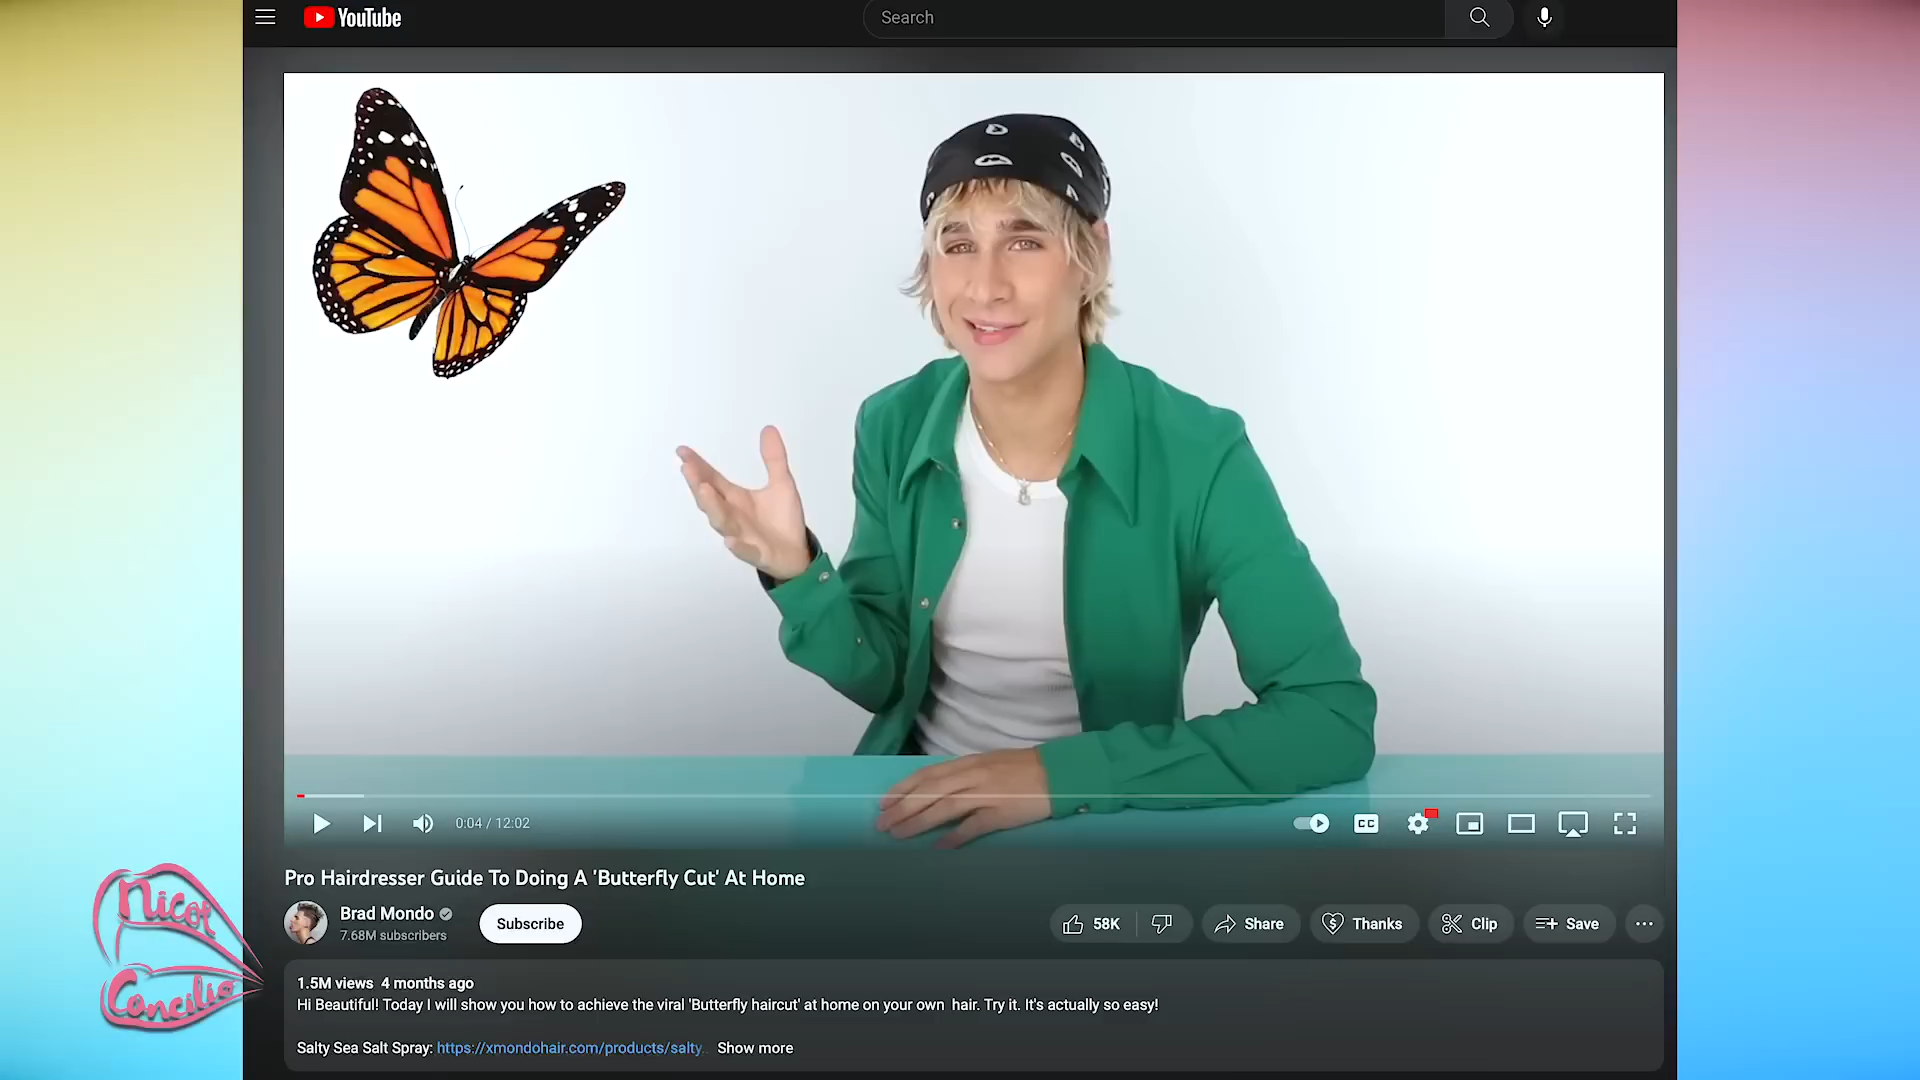 YouTube
Search
0:04 / 12:02
CC
Pro Hairdresser Guide To Doing A 'Butterfly Cut' At Home
Brad Mondo
7.68M subscribers
Subscribe
58K
Share
Thanks
Clip
Save
1.5M views 4 months ago
Hi Beautiful! Today I will show you how to achieve the viral 'Butterfly haircut' at home on your own hair. Try it. It's actually so easy!
Salty Sea Salt Spray: https://xmondohair.com/products/salty.. Show more
Nicol
Concilio